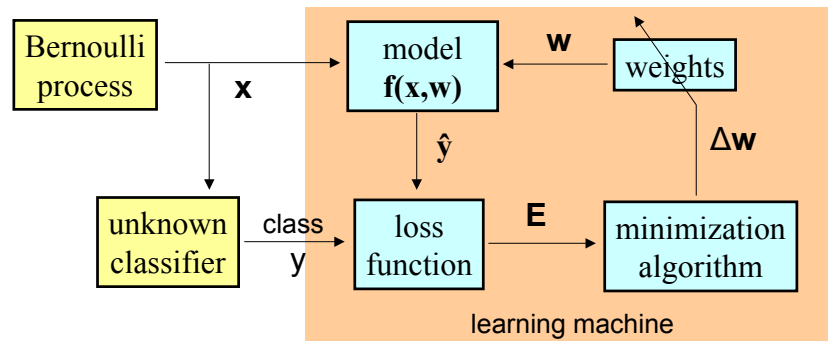 Bernoulli
process
x
model
f(x,w)
w
weights
ŷ
Δw
unknown
classifier
class
y
loss
function
E
minimization
algorithm
learning machine